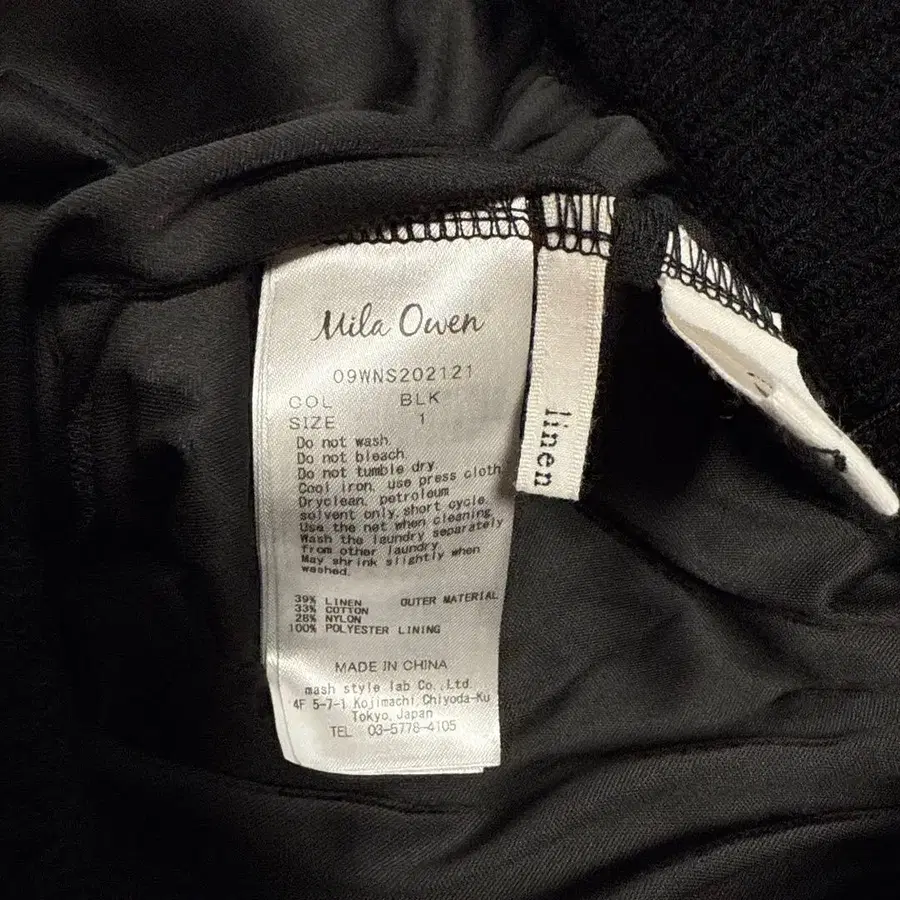 Mila Owen
09WNS202121
COL BLK
SIZE 1
Do not wash.
Do not bleach.
Do not tumble dry.
Cool iron, use press cloth.
Dryclean, petroleum
solvent only, short cycle.
Use the net when cleaning.
Wash the laundry separately
from other laundry.
May shrink slightly when
washed.
39% LINEN OUTER MATERIAL
33% COTTON
28% NYLON
100% POLYESTER LINING
MADE IN CHINA
mash style lab Co.,Ltd.
4F 5-7-1 Kojimachi,Chiyoda-Ku
Tokyo,Japan
TEL 03-5778-4105
linen